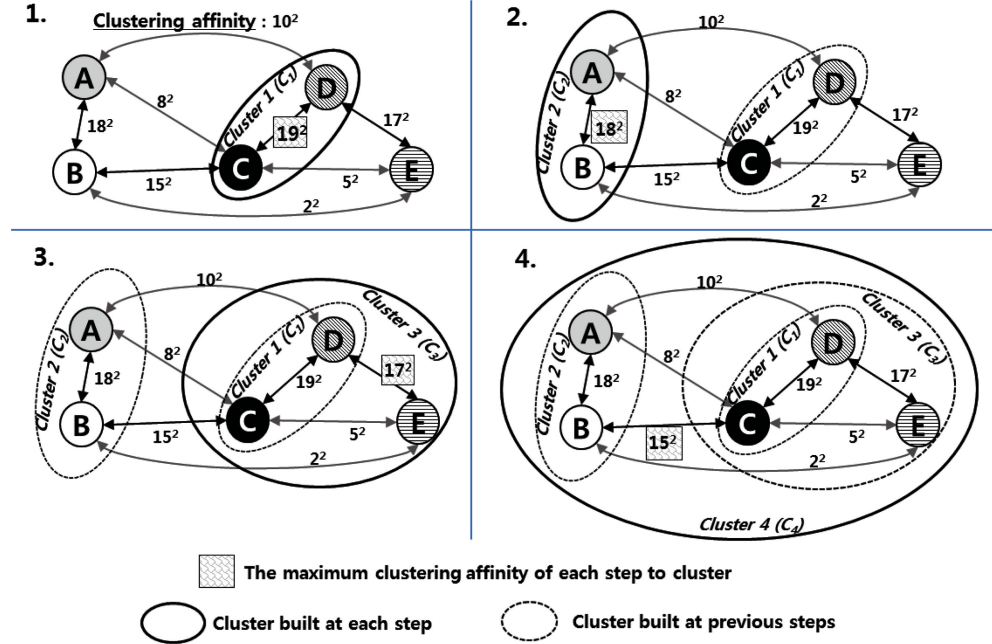 1.
Clustering affinity : 10²
A
D
Cluster 1 (C₁)
8²
17²
18²
19²
B
C
E
15²
5²
2²
2.
10²
A
D
Cluster 2 (C₂)
Cluster 1 (C₁)
8²
17²
18²
19²
B
C
E
15²
5²
2²
3.
10²
A
D
Cluster 2 (C₂)
Cluster 1 (C₁)
Cluster 3 (C₃)
8²
17²
18²
19²
B
C
E
15²
5²
2²
4.
10²
A
D
Cluster 2 (C₂)
Cluster 1 (C₁)
Cluster 3 (C₃)
8²
17²
18²
19²
B
C
E
15²
5²
2²
Cluster 4 (C₄)
The maximum clustering affinity of each step to cluster
Cluster built at each step
Cluster built at previous steps